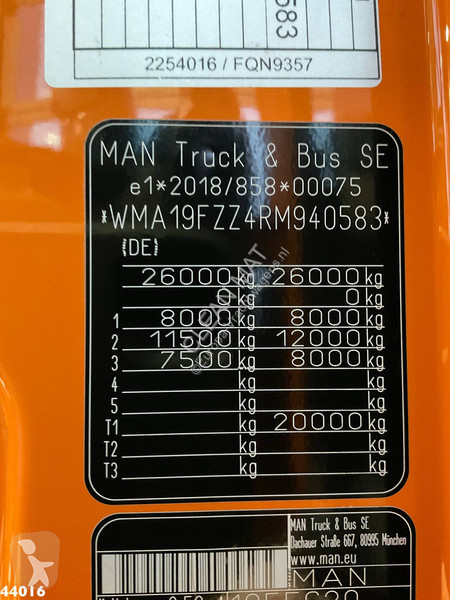 583
2254016 / FQN9357
MAN Truck & Bus SE
e1*2018/858*00075
*WMA19FZZ4RM940583*
(DE)
26000 kg 26000 kg
0 kg 0 kg
1 8000 kg 8000 kg
2 11500 kg 12000 kg
3 7500 kg 8000 kg
4 kg kg
5 kg kg
T1 kg 20000 kg
T2 kg kg
T3 kg kg
CLEAN MAT
MAN Truck & Bus SE
Dachauer Straße 667, 80995 München
www.man.eu
MAN
44016